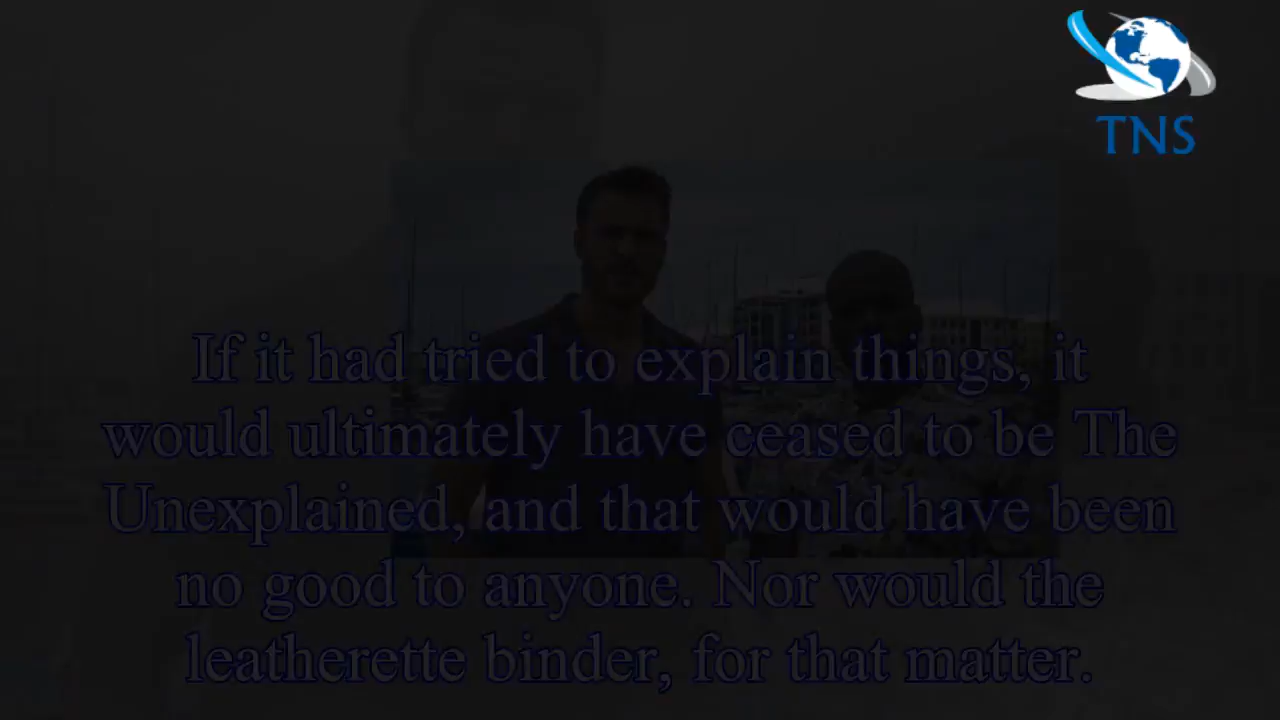 TNS
If it had tried to explain things, it
would ultimately have ceased to be The
Unexplained, and that would have been
no good to anyone. Nor would the
leatherette binder, for that matter.